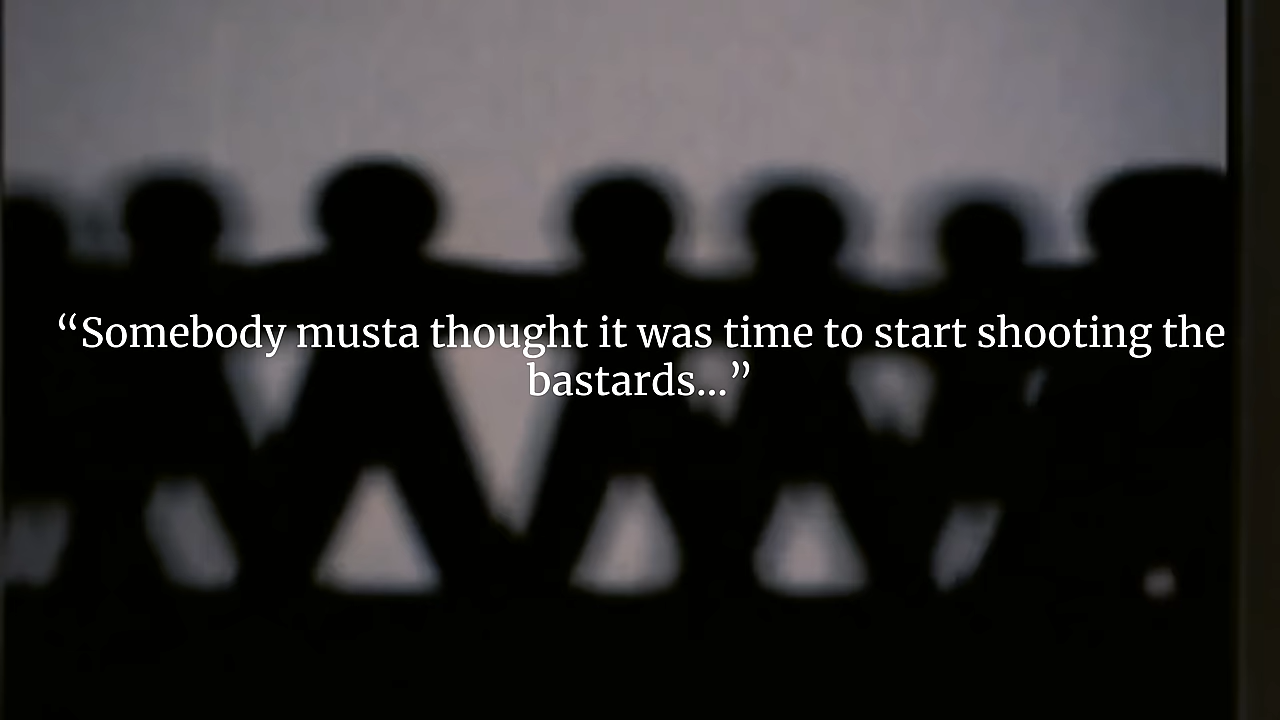 “Somebody musta thought it was time to start shooting the
bastards...”